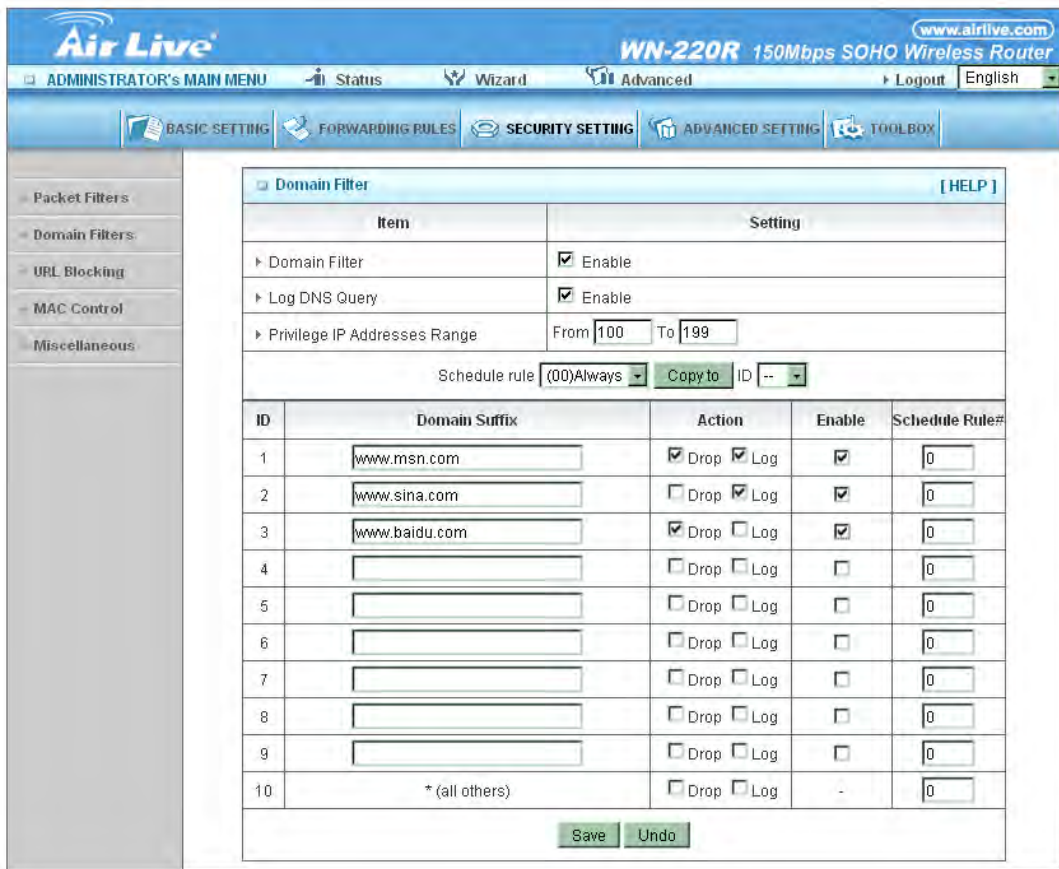 Air Live
www.airlive.com
WN-220R 150Mbps SOHO Wireless Router
ADMINISTRATOR's MAIN MENU Status Wizard Advanced Logout English
BASIC SETTING FORWARDING RULES SECURITY SETTING ADVANCED SETTING TOOLBOX
Packet Filters
Domain Filters
URL Blocking
MAC Control
Miscellaneous
Domain Filter [ HELP ]
Item Setting
Domain Filter Enable
Log DNS Query Enable
Privilege IP Addresses Range From 100 To 199
Schedule rule (00)Always Copy to ID --
ID Domain Suffix Action Enable Schedule Rule#
1 www.msn.com Drop Log 0
2 www.sina.com Drop Log 0
3 www.baidu.com Drop Log 0
4 Drop Log 0
5 Drop Log 0
6 Drop Log 0
7 Drop Log 0
8 Drop Log 0
9 Drop Log 0
10 * (all others) Drop Log - 0
Save Undo